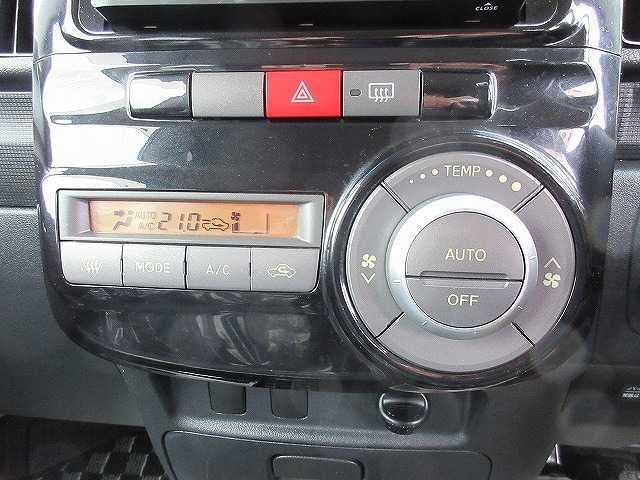 CLOSE
TEMP
AUTO
A/C
21.0
MODE
A/C
AUTO
OFF